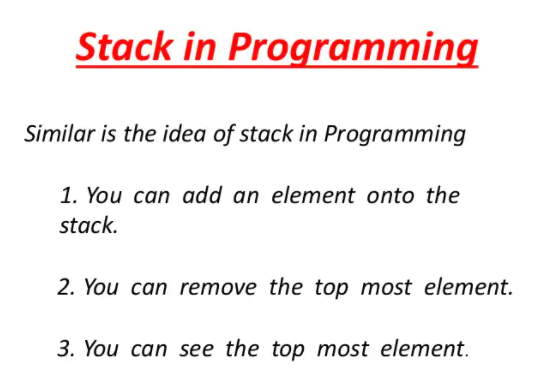 Stack in Programming
Similar is the idea of stack in Programming
1. You can add an element onto the
stack.
2. You can remove the top most element.
3. You can see the top most element.